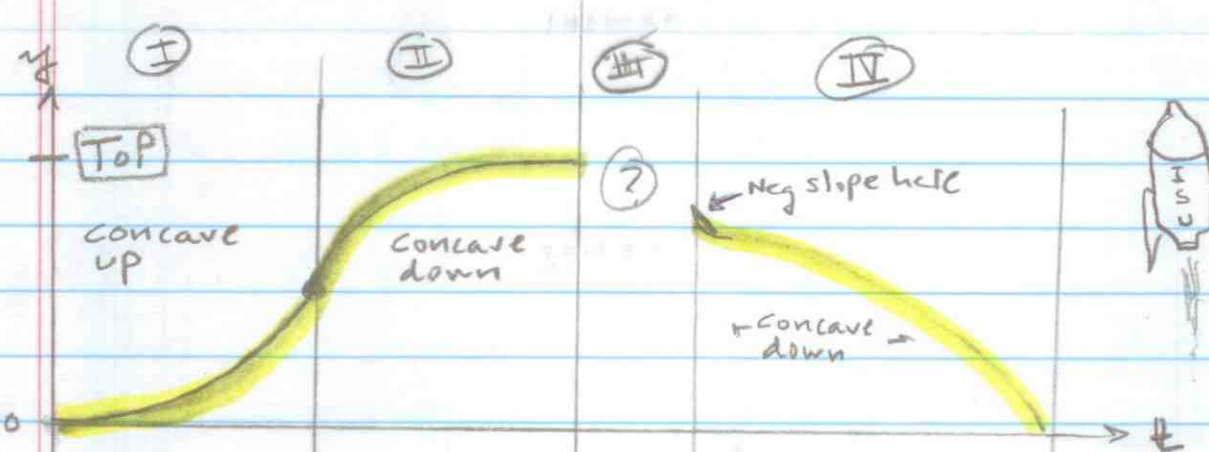 I II III IV
y
TOP
?
Neg slope here
concave
up
concave
down
concave
down
0
t
I
S
U